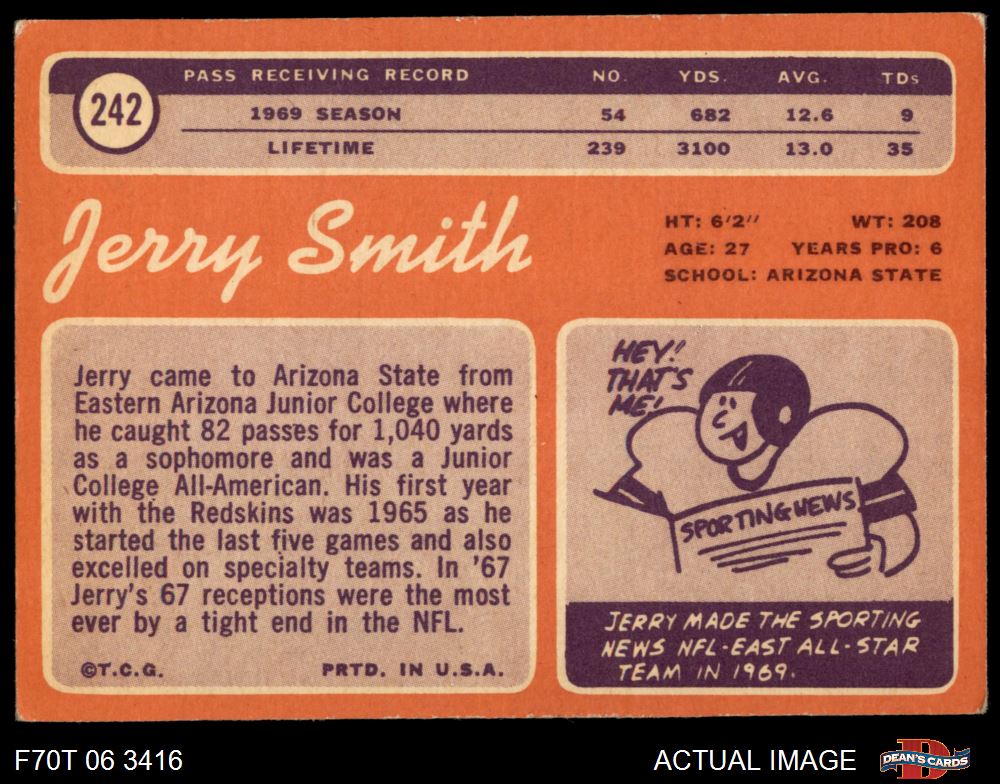 242
PASS RECEIVING RECORD NO. YDS. AVG. TDs
1969 SEASON 54 682 12.6 9
LIFETIME 239 3100 13.0 35
Jerry Smith
HT: 6'2" WT: 208
AGE: 27 YEARS PRO: 6
SCHOOL: ARIZONA STATE
Jerry came to Arizona State from
Eastern Arizona Junior College where
he caught 82 passes for 1,040 yards
as a sophomore and was a Junior
College All-American. His first year
with the Redskins was 1965 as he
started the last five games and also
excelled on specialty teams. In '67
Jerry's 67 receptions were the most
ever by a tight end in the NFL.
©T.C.G. PRTD. IN U.S.A.
HEY!
THAT'S
ME!
SPORTING NEWS
JERRY MADE THE SPORTING
NEWS NFL-EAST ALL-STAR
TEAM IN 1969.
F70T 06 3416 ACTUAL IMAGE
DEAN'S CARDS